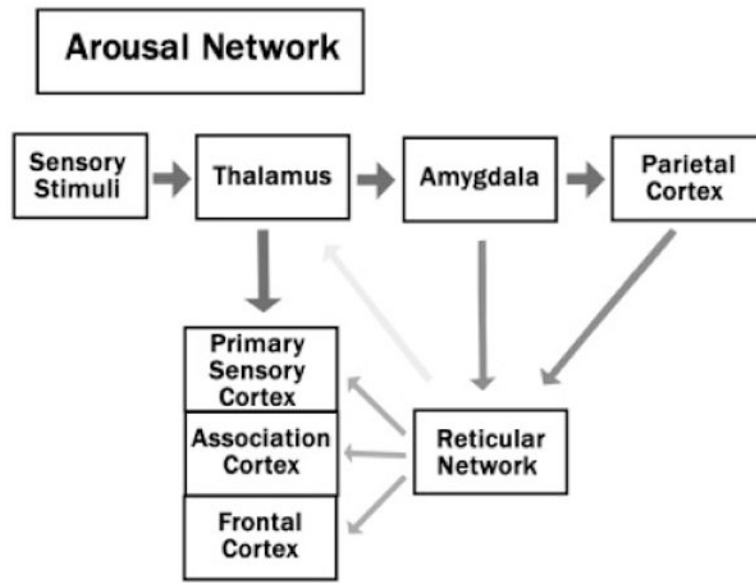 Arousal Network
Sensory
Stimuli
Thalamus
Amygdala
Parietal
Cortex
Primary
Sensory
Cortex
Association
Cortex
Frontal
Cortex
Reticular
Network